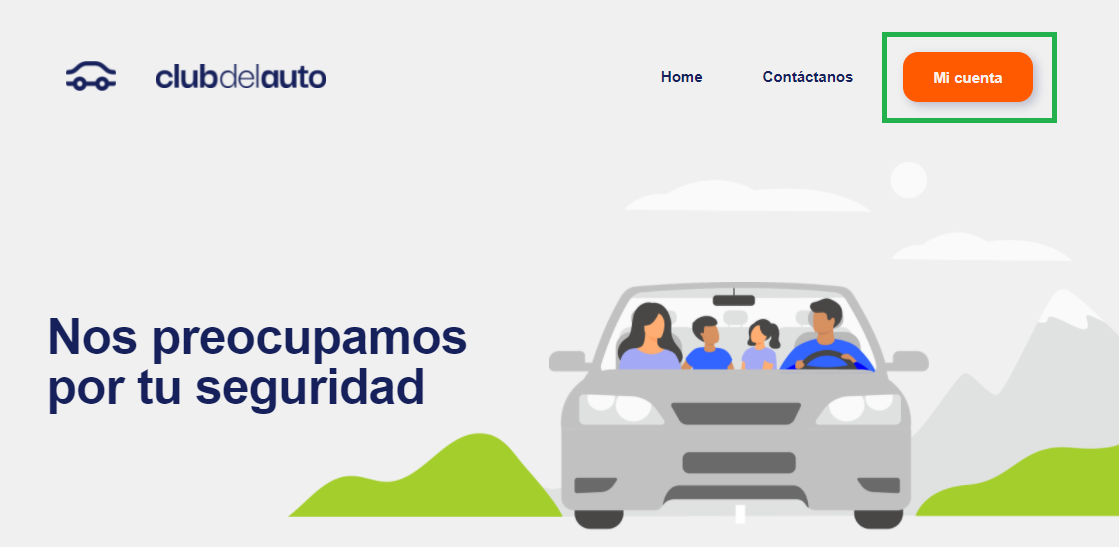 clubdelauto
Home
Contáctanos
Mi cuenta
Nos preocupamos
por tu seguridad